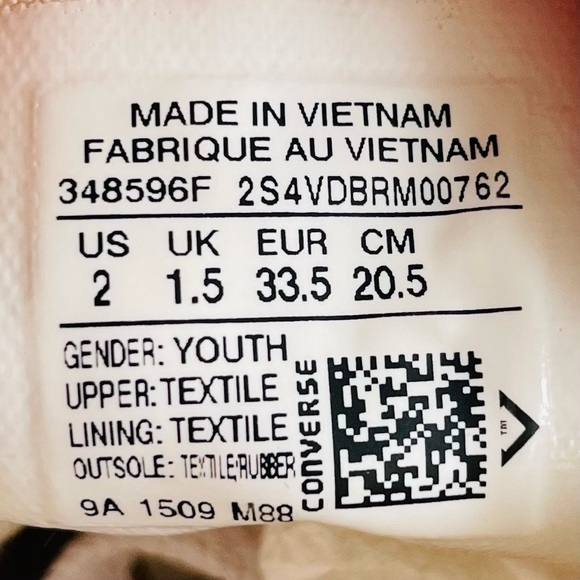 MADE IN VIETNAM
FABRIQUE AU VIETNAM
348596F 2S4VDBRM00762
US UK EUR CM
2 1.5 33.5 20.5
GENDER: YOUTH
UPPER: TEXTILE
LINING: TEXTILE
OUTSOLE: TEXTILE/RUBBER
9A 1509 M88
CONVERSE
TM